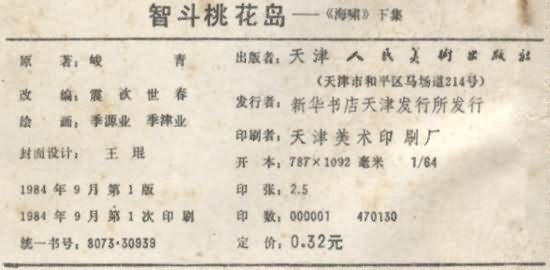 智斗桃花岛——《海啸》下集
原 著：峻 青
改 编：震 欢 世 春
绘 画：季源业 季津业
封面设计：王 琨
1984 年 9 月 第 1 版
1984 年 9 月 第 1 次 印 刷
统一书号：8073·30939
出版者：天津人民美術出版社
（天津市和平区马场道214号）
发行者：新华书店天津发行所发行
印刷者：天津美术印刷厂
开 本：787×1092 毫米 1/64
印 张：2.5
印 数：000001 470130
定 价：0.32元